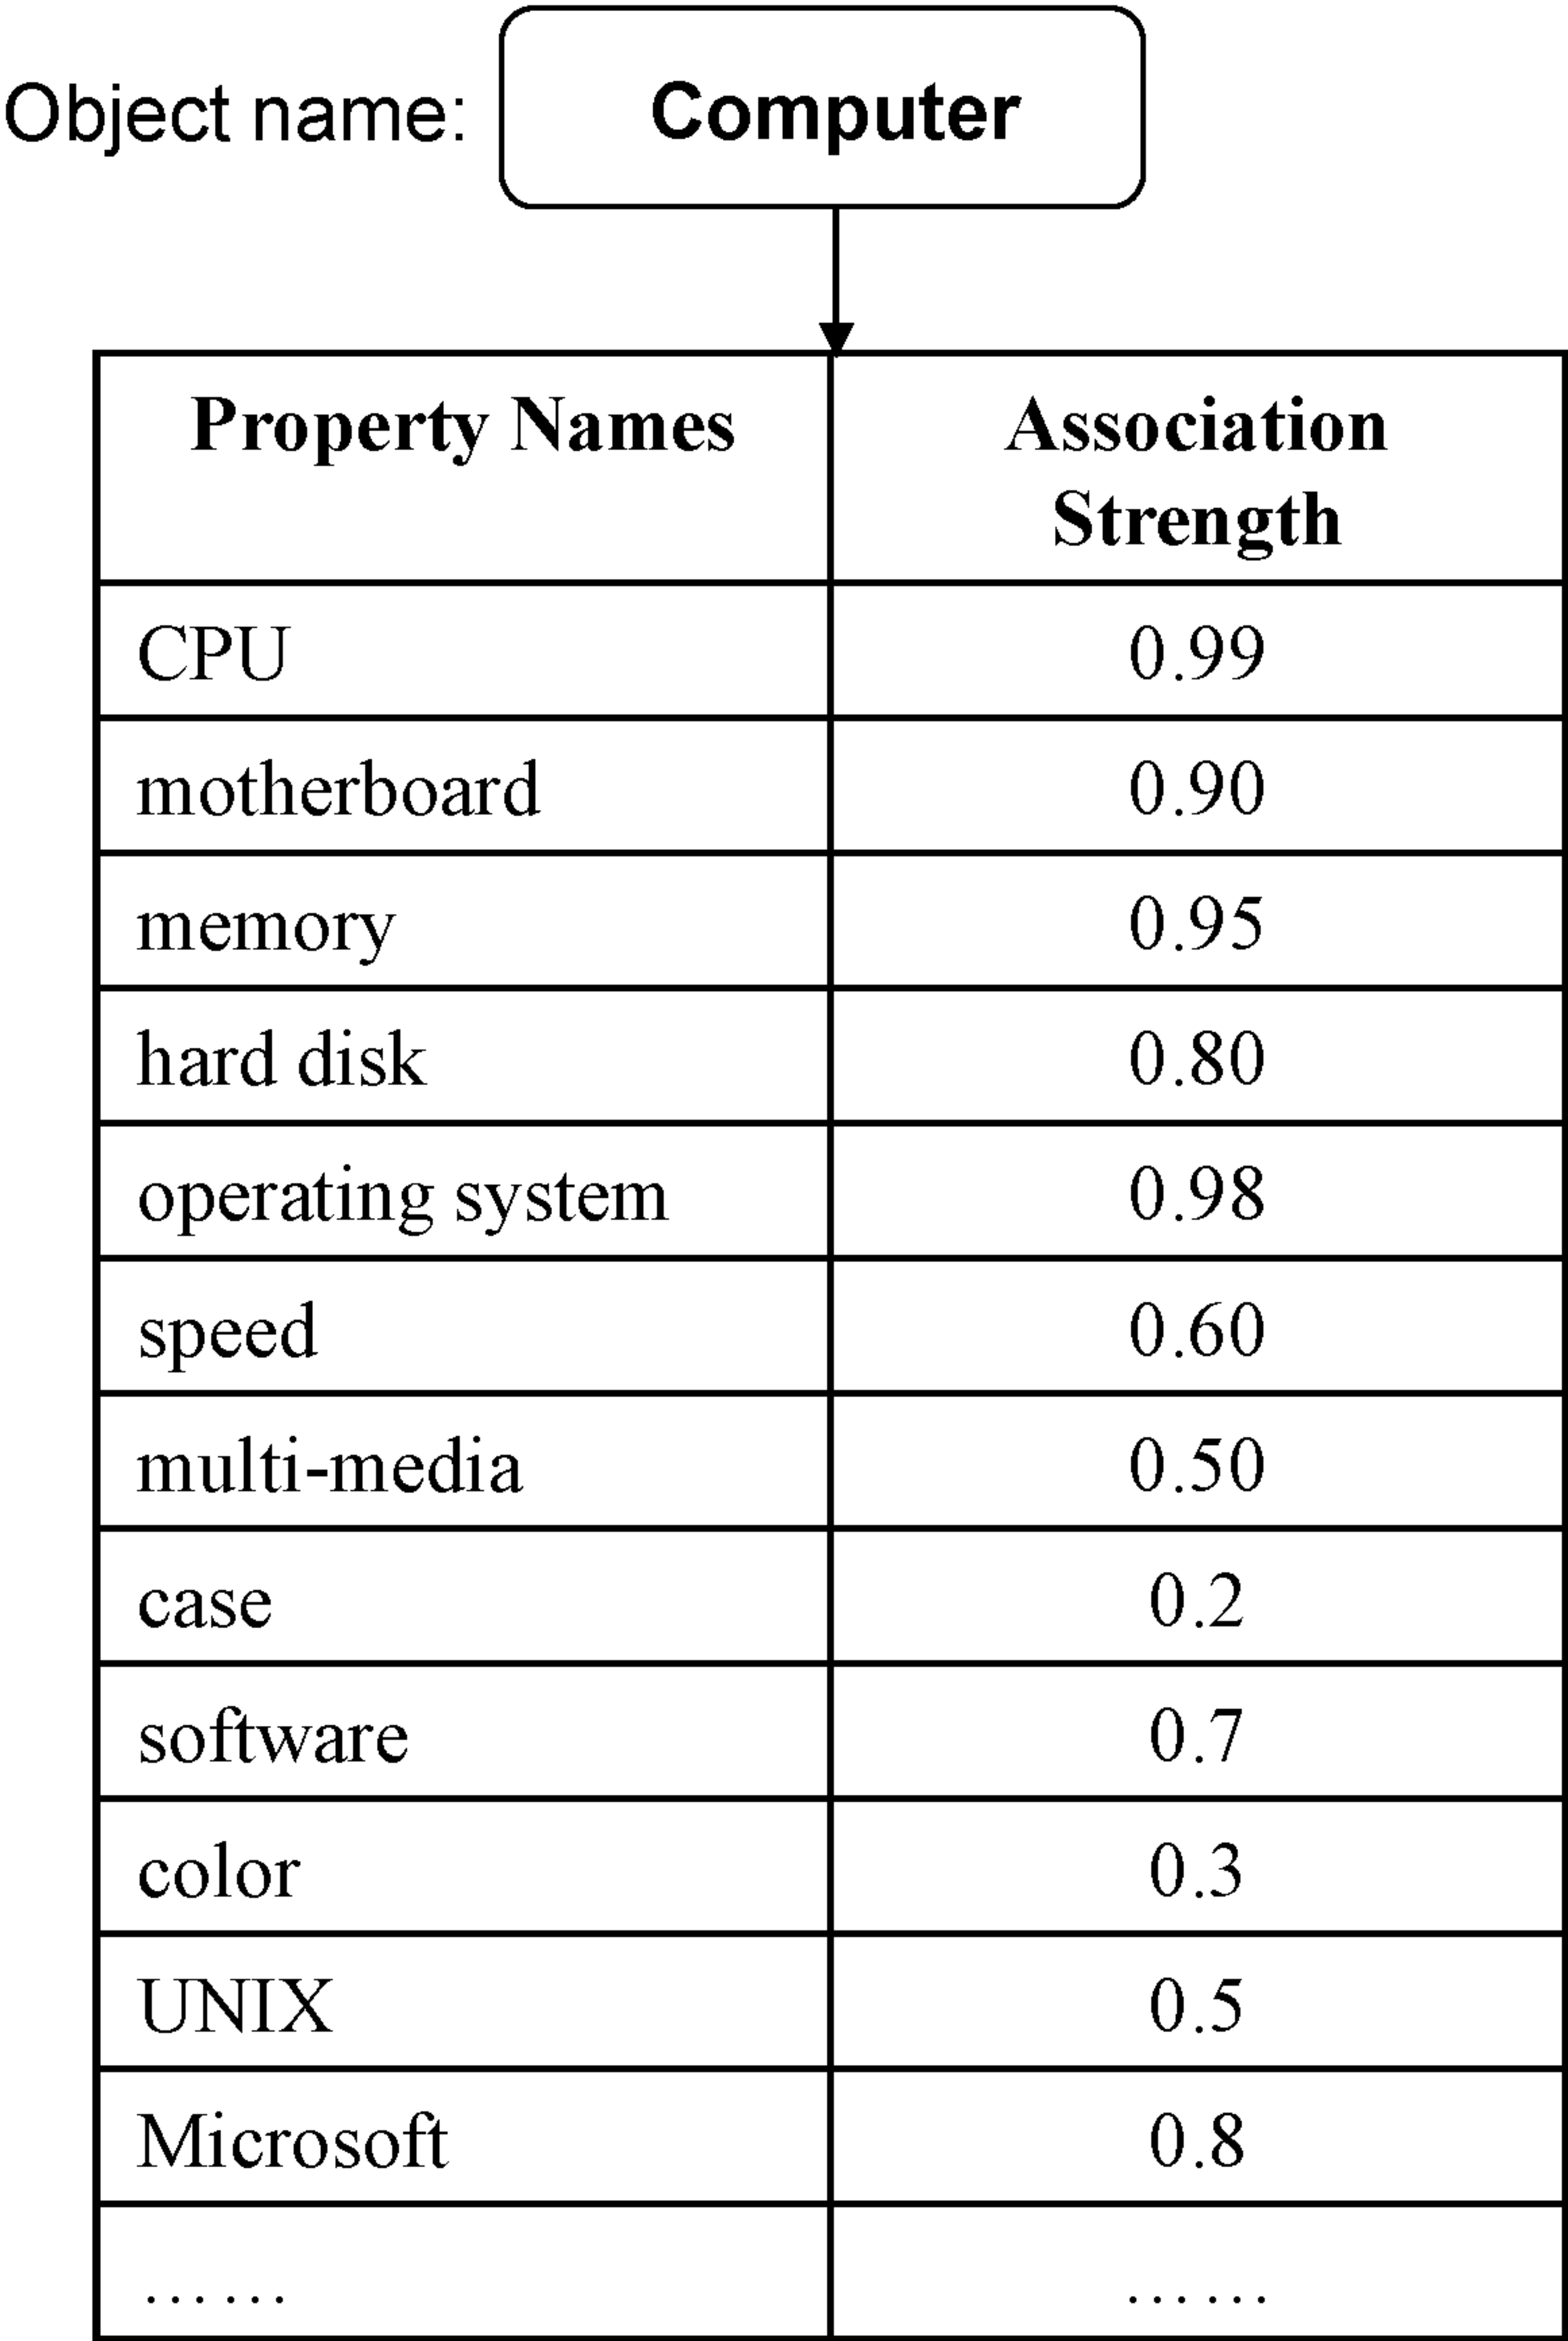 Object name: Computer
Property Names Association
Strength
CPU 0.99
motherboard 0.90
memory 0.95
hard disk 0.80
operating system 0.98
speed 0.60
multi-media 0.50
case 0.2
software 0.7
color 0.3
UNIX 0.5
Microsoft 0.8
...... ......